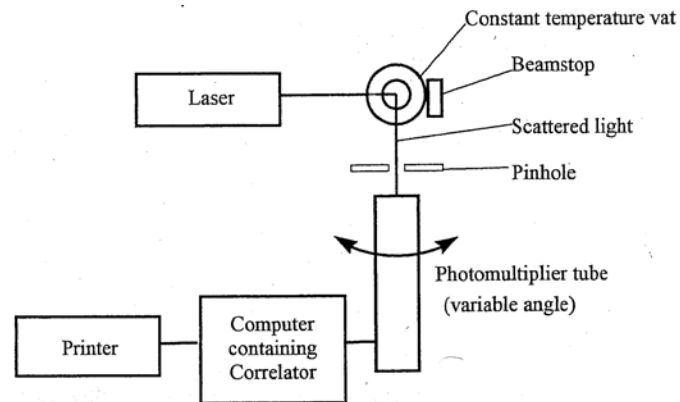 Constant temperature vat
Beamstop
Laser
Scattered light
Pinhole
Photomultiplier tube
(variable angle)
Computer
containing
Correlator
Printer